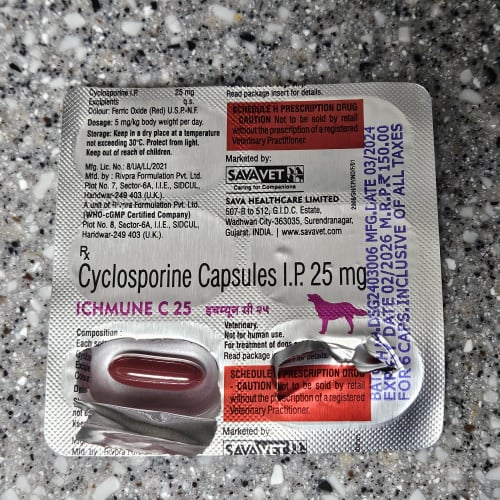 Cyclosporine I.P. 25 mg
Excipients q.s.
Colour: Ferric Oxide (Red) U.S.P-N.F.
Dosage: 5 mg/kg body weight per day.
Storage: Keep in a dry place at a temperature
not exceeding 30°C. Protect from light.
Keep out of reach of children.
Mfg. Lic. No.: 8/UA/LL/2021
Mfd. by : Rivpra Formulation Pvt. Ltd.
Plot No. 7, Sector-6A, I.I.E., SIDCUL,
Haridwar-249 403 (U.K.).
A Unit of Rivpra Formulation Pvt. Ltd.
(WHO-cGMP Certified Company)
Plot No. 8, Sector-6A, I.I.E., SIDCUL,
Haridwar-249 403 (U.K.).
Read package insert for details.
SCHEDULE H PRESCRIPTION DRUG
- CAUTION Not to be sold by retail
without the prescription of a registered
Veterinary Practitioner.
Marketed by:
SAVAVET
Caring for Companions
SAVA HEALTHCARE LIMITED
507-B to 512, G.I.D.C. Estate,
Wadhwan City-363035, Surendranagar,
Gujarat. INDIA. | www.savavet.com
Rx
Cyclosporine Capsules I.P. 25 mg
ICHMUNE C 25 इचम्यून सी २५
Composition :
Each
Veterinary.
Not for human use.
For treatment of dogs
Read package
for details.
SCHEDULE
DRUG
- CAUTION Not to be sold by retail
without the prescription of a registered
Veterinary Practitioner.
Marketed by:
SAVAVET
DSG2403006 MFG.DATE 03/2024
DATE 02/2026 M.R.P.₹ 150.00
FOR 6 CAPS. INCLUSIVE OF ALL TAXES